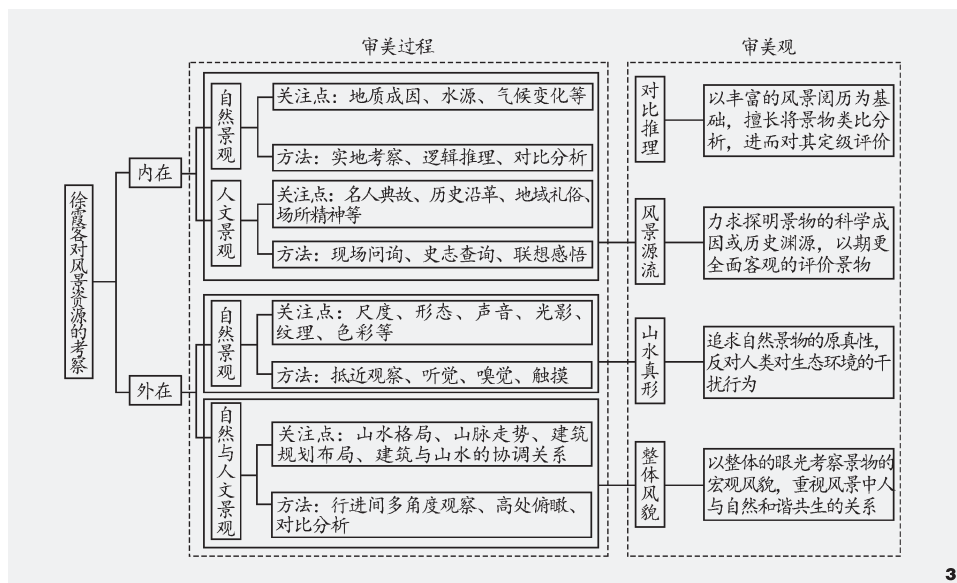 审美过程
审美观
徐霞客对风景资源的考察
内在
外在
自然景观
关注点：地质成因、水源、气候变化等
方法：实地考察、逻辑推理、对比分析
人文景观
关注点：名人典故、历史沿革、地域礼俗、
场所精神等
方法：现场问询、史志查询、联想感悟
自然景观
关注点：尺度、形态、声音、光影、
纹理、色彩等
方法：抵近观察、听觉、嗅觉、触摸
自然与人文景观
关注点：山水格局、山脉走势、建筑
规划布局、建筑与山水的协调关系
方法：行进间多角度观察、高处俯瞰、
对比分析
对比推理
以丰富的风景阅历为基
础，擅长将景物类比分
析，进而对其定级评价
风景源流
力求探明景物的科学成
因或历史渊源，以期更
全面客观的评价景物
山水真形
追求自然景物的原真性，
反对人类对生态环境的干
扰行为
整体风貌
以整体的眼光考察景物的
宏观风貌，重视风景中人
与自然和谐共生的关系
3